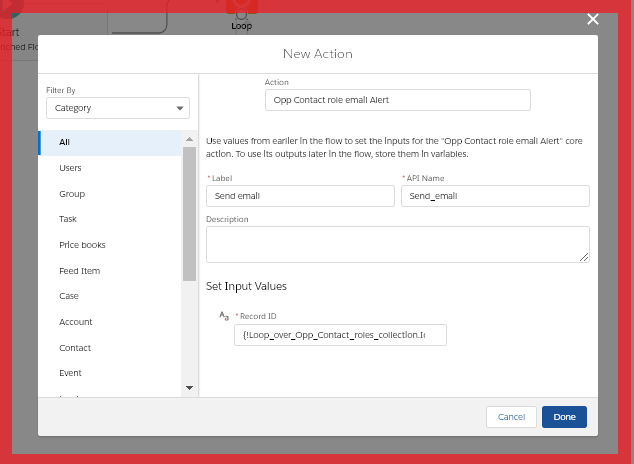 Start
Loop
New Action
Filter By
Category
All
Users
Group
Task
Price books
Feed Item
Case
Account
Contact
Event
Action
Opp Contact role email Alert
Use values from earlier in the flow to set the inputs for the "Opp Contact role email Alert" core
action. To use its outputs later in the flow, store them in variables.
* Label
* API Name
Send email
Send_email
Description
Set Input Values
Aa * Record ID
{!Loop_over_Opp_Contact_roles_collection.I
Cancel
Done